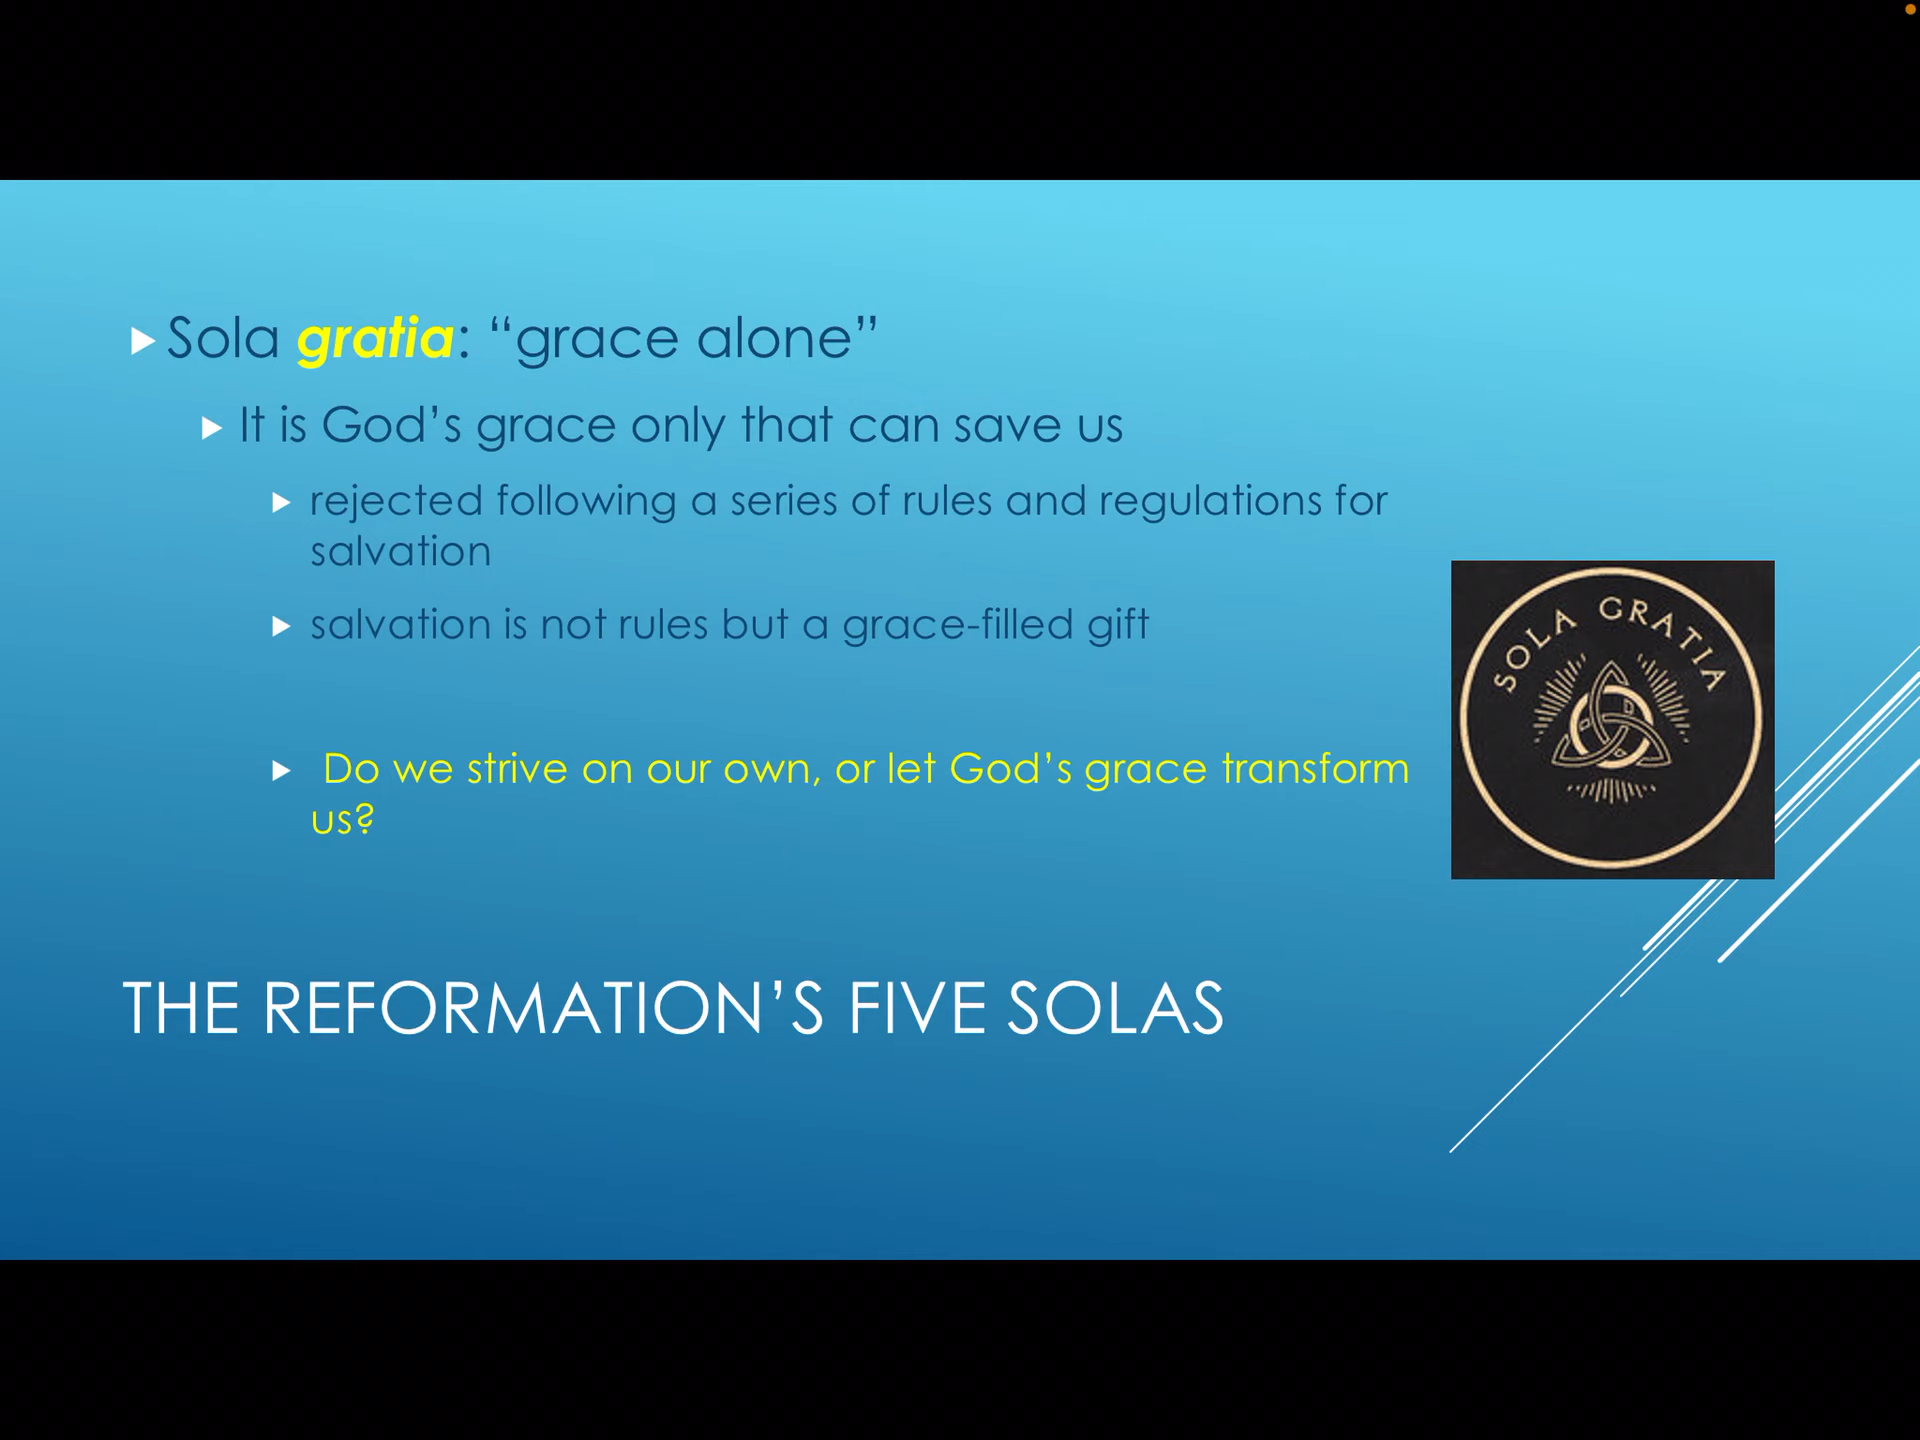 Sola gratia: “grace alone”
It is God’s grace only that can save us
rejected following a series of rules and regulations for
salvation
salvation is not rules but a grace-filled gift
Do we strive on our own, or let God’s grace transform
us?
SOLA GRATIA
THE REFORMATION’S FIVE SOLAS